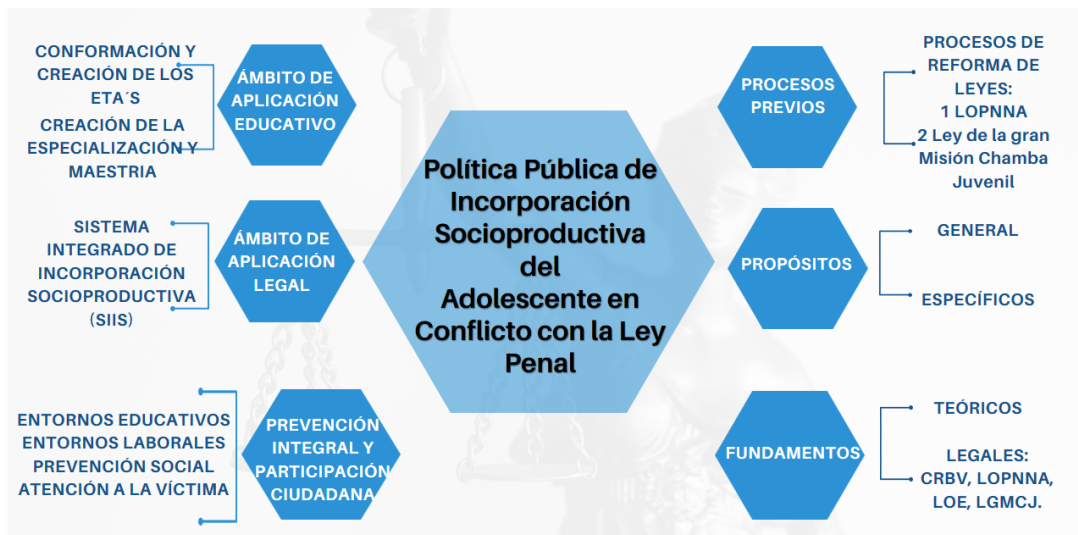 CONFORMACIÓN Y
CREACIÓN DE LOS
ETA´S
CREACIÓN DE LA
ESPECIALIZACIÓN Y
MAESTRIA
ÁMBITO DE
APLICACIÓN
EDUCATIVO
SISTEMA
INTEGRADO DE
INCORPORACIÓN
SOCIOPRODUCTIVA
(SIIS)
ÁMBITO DE
APLICACIÓN
LEGAL
ENTORNOS EDUCATIVOS
ENTORNOS LABORALES
PREVENCIÓN SOCIAL
ATENCIÓN A LA VÍCTIMA
PREVENCIÓN
INTEGRAL Y
PARTICIPACIÓN
CIUDADANA
Política Pública de
Incorporación
Socioproductiva
del
Adolescente en
Conflicto con la Ley
Penal
PROCESOS
PREVIOS
PROCESOS DE
REFORMA DE
LEYES:
1 LOPNNA
2 Ley de la gran
Misión Chamba
Juvenil
PROPÓSITOS
GENERAL
ESPECÍFICOS
FUNDAMENTOS
TEÓRICOS
LEGALES:
CRBV, LOPNNA,
LOE, LGMCJ.